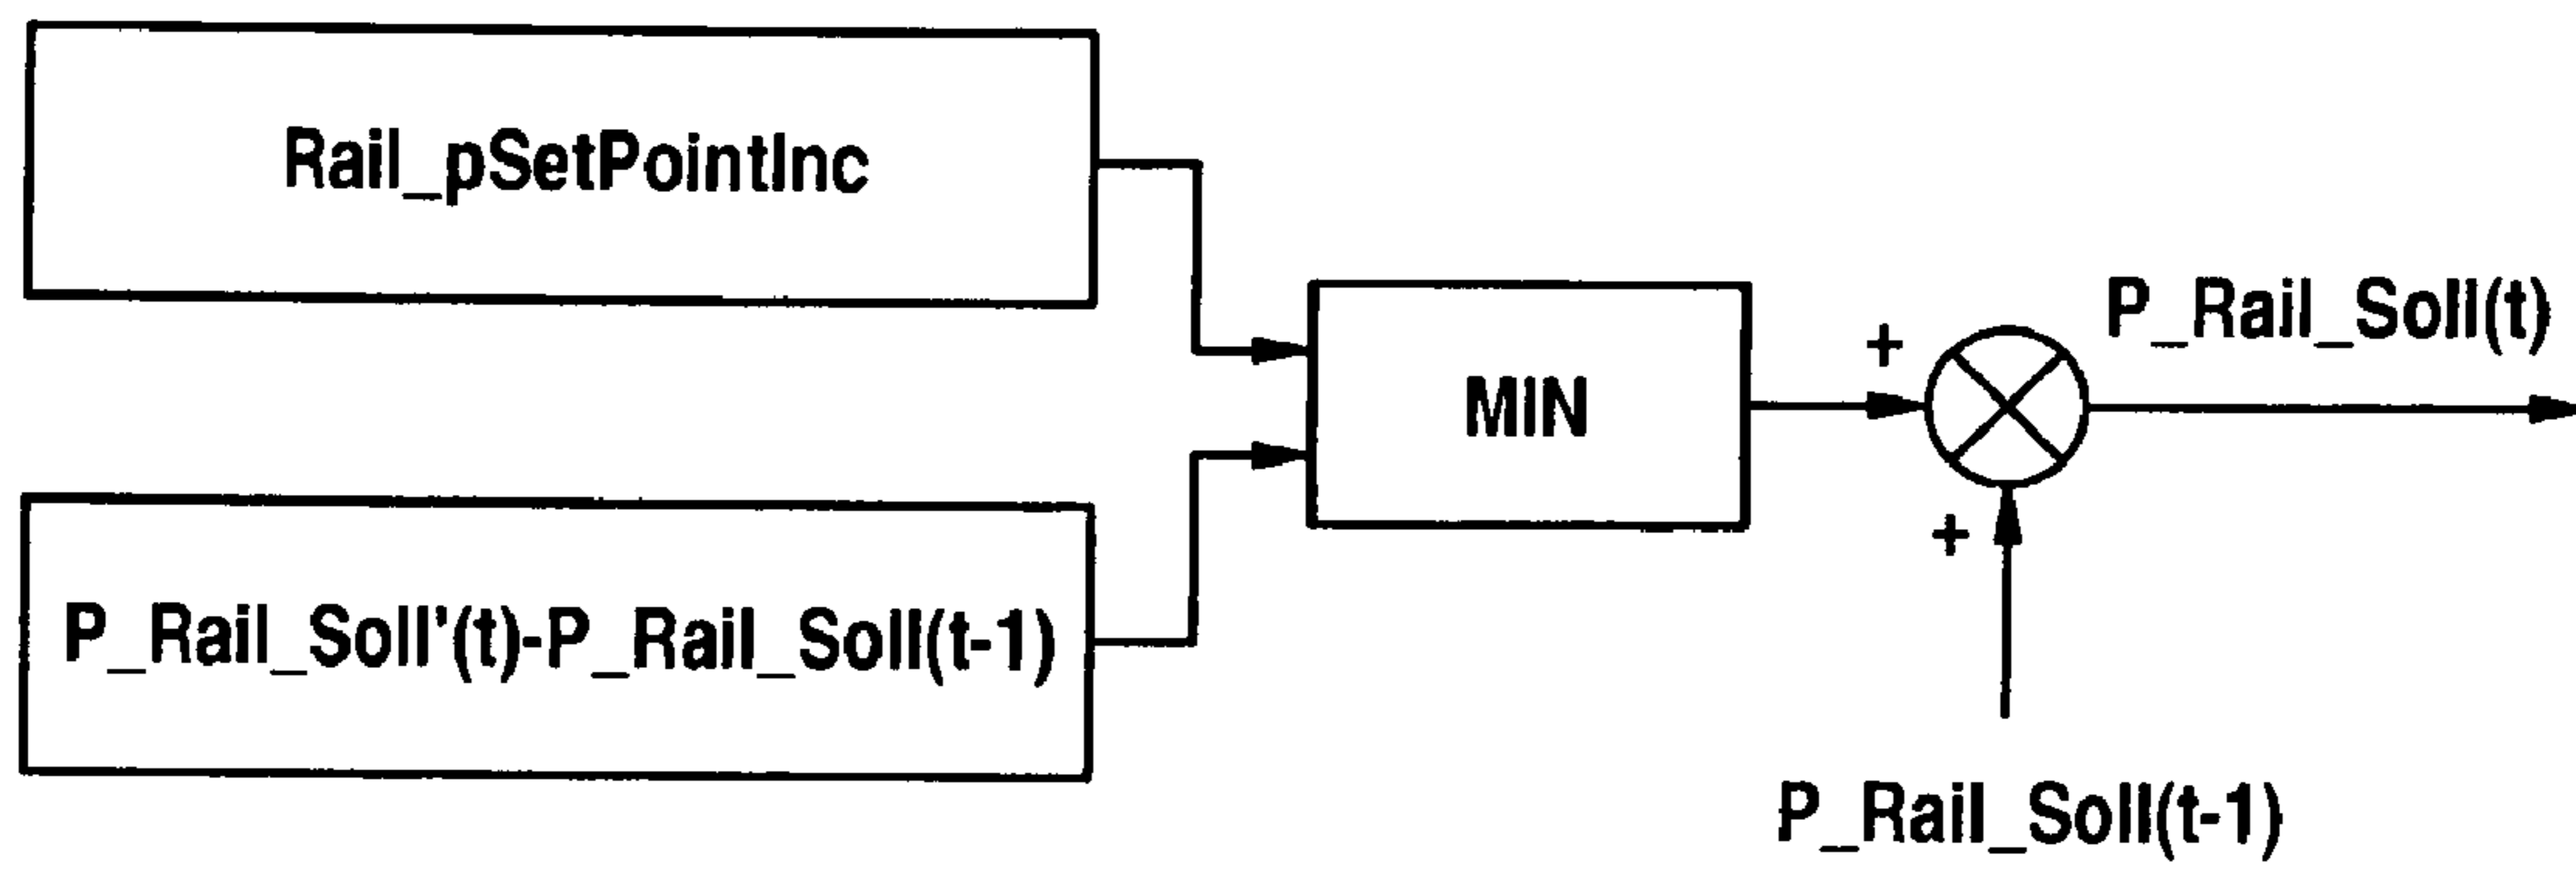 Rail_pSetPointInc
P_Rail_Soll'(t)-P_Rail_Soll(t-1)
MIN
+
+
P_Rail_Soll(t)
P_Rail_Soll(t-1)